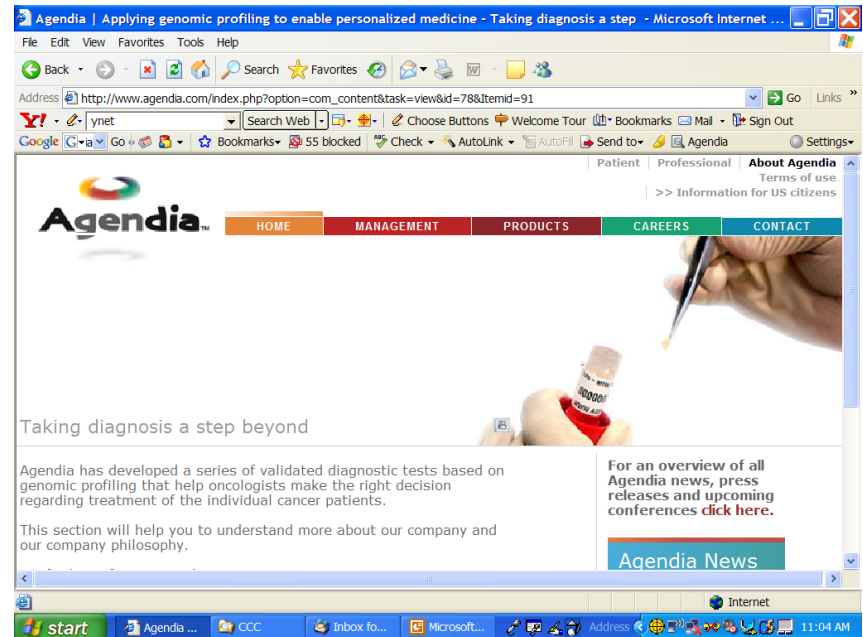 Agendia | Applying genomic profiling to enable personalized medicine - Taking diagnosis a step - Microsoft Internet ...
File Edit View Favorites Tools Help
Back Search Favorites
Address http://www.agendia.com/index.php?option=com_content&task=view&id=78&Itemid=91 Go Links »
Y! ynet Search Web Choose Buttons Welcome Tour Bookmarks Mail Sign Out
Google Go Bookmarks 55 blocked Check AutoLink AutoFill Send to Agendia Settings
Patient Professional About Agendia
Terms of use
>> Information for US citizens
Agendia
HOME MANAGEMENT PRODUCTS CAREERS CONTACT
Taking diagnosis a step beyond
Agendia has developed a series of validated diagnostic tests based on
genomic profiling that help oncologists make the right decision
regarding treatment of the individual cancer patients.
This section will help you to understand more about our company and
our company philosophy.
For an overview of all
Agendia news, press
releases and upcoming
conferences click here.
Agendia News
Internet
start Agendia ... CCC Inbox fo... Microsoft... Address 11:04 AM